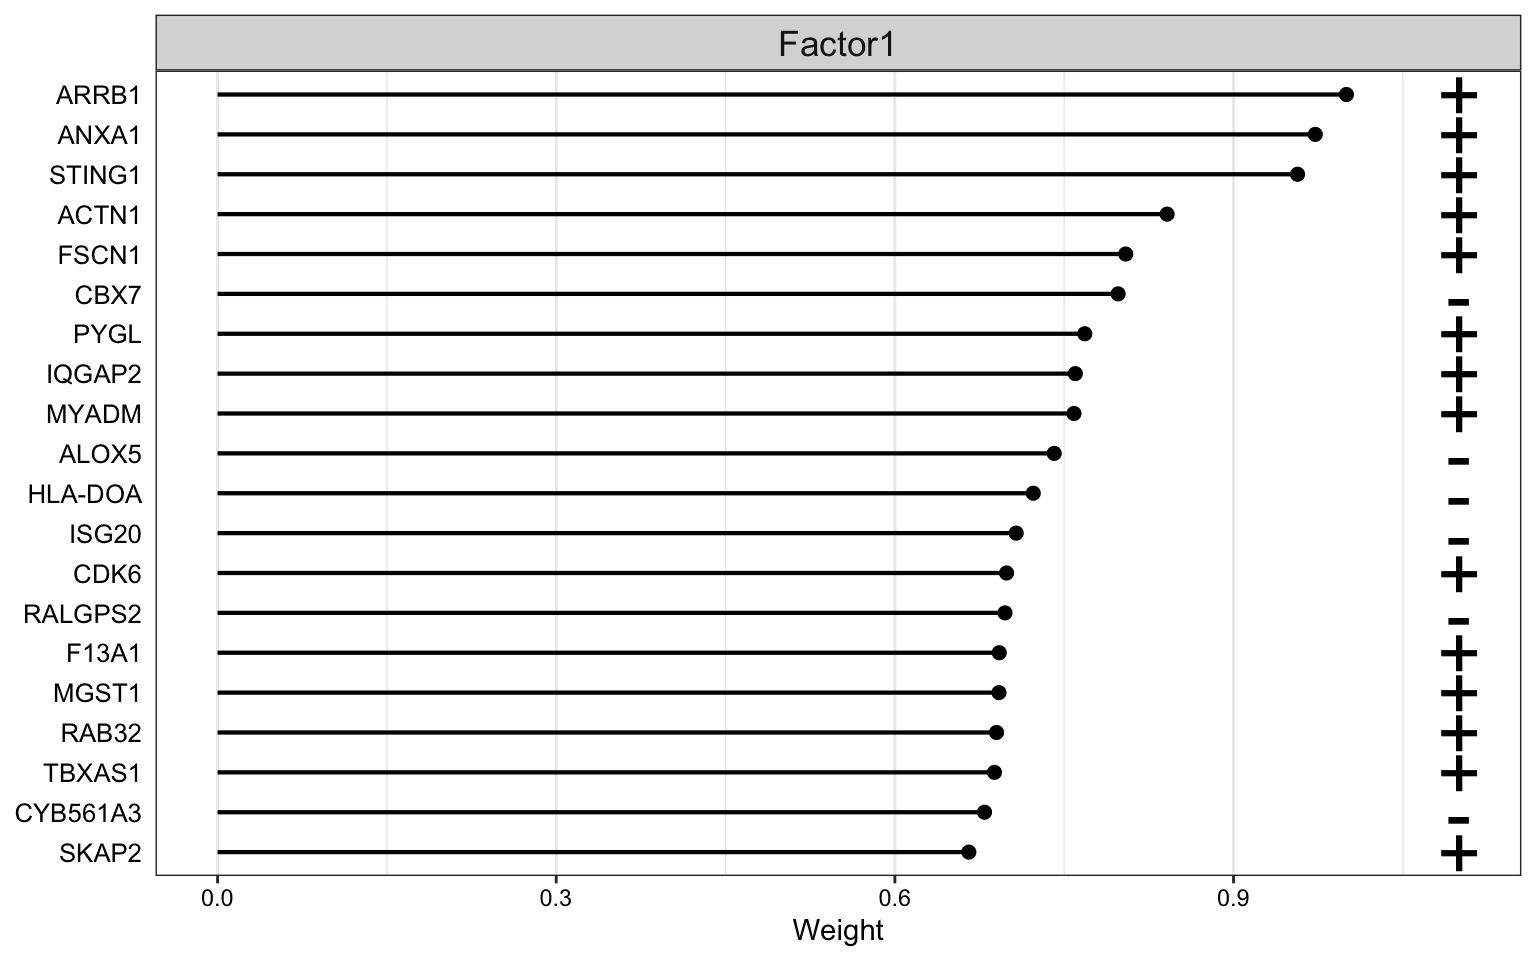 Factor1
ARRB1 +
ANXA1 +
STING1 +
ACTN1 +
FSCN1 +
CBX7 -
PYGL +
IQGAP2 +
MYADM +
ALOX5 -
HLA-DOA -
ISG20 -
CDK6 +
RALGPS2 -
F13A1 +
MGST1 +
RAB32 +
TBXAS1 +
CYB561A3 -
SKAP2 +
0.0 0.3 0.6 0.9
Weight